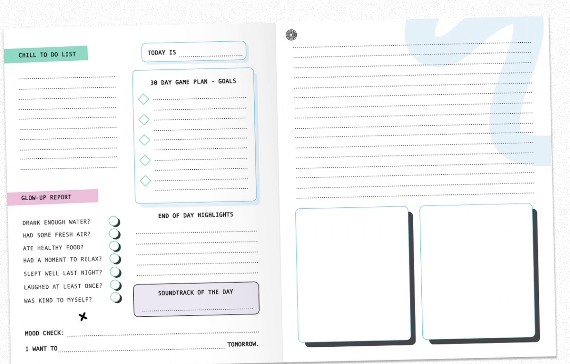 CHILL TO DO LIST
TODAY IS
30 DAY GAME PLAN - GOALS
GLOW-UP REPORT
DRANK ENOUGH WATER?
HAD SOME FRESH AIR?
ATE HEALTHY FOOD?
HAD A MOMENT TO RELAX?
SLEPT WELL LAST NIGHT?
LAUGHED AT LEAST ONCE?
WAS KIND TO MYSELF?
END OF DAY HIGHLIGHTS
SOUNDTRACK OF THE DAY
MOOD CHECK:
I WANT TO TOMORROW.